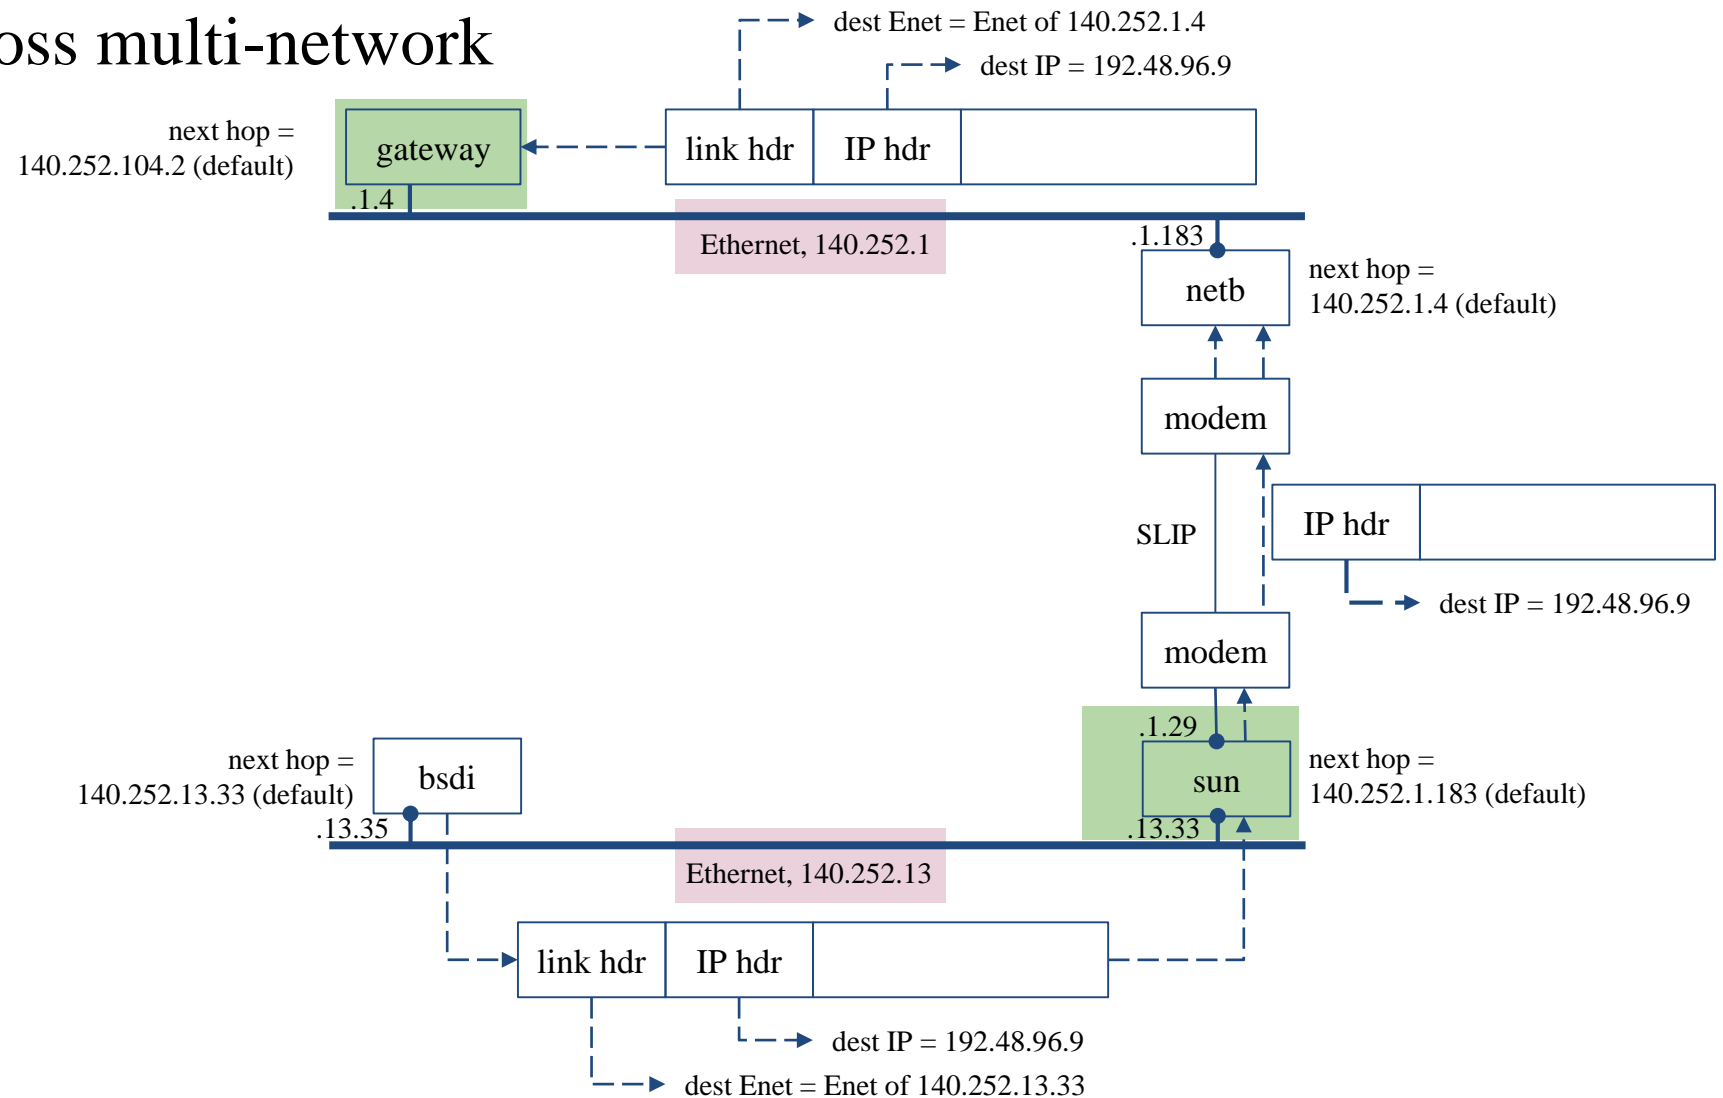 oss multi-network
dest Enet = Enet of 140.252.1.4
dest IP = 192.48.96.9
next hop =
140.252.104.2 (default)
gateway
link hdr
IP hdr
.1.4
Ethernet, 140.252.1
.1.183
netb
next hop =
140.252.1.4 (default)
modem
SLIP
IP hdr
dest IP = 192.48.96.9
modem
.1.29
next hop =
140.252.13.33 (default)
bsdi
sun
next hop =
140.252.1.183 (default)
.13.35
.13.33
Ethernet, 140.252.13
link hdr
IP hdr
dest IP = 192.48.96.9
dest Enet = Enet of 140.252.13.33